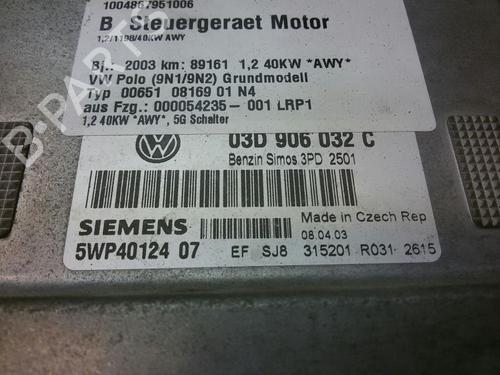 1004867951006
B Steuergeraet Motor
1,2/1198/40KW AWY
Bj.: 2003 km: 89161 1,2 40KW *AWY*
VW Polo (9N1/9N2) Grundmodell
Typ 00651 08169 01 N4
aus Fzg.: 000054235- 001 LRP1
1,2 40KW *AWY*, 5G Schalter
03D 906 032 C
Benzin Simos 3PD 2501
SIEMENS
Made in Czech Rep
08.04.03
5WP40124 07
EF SJ8 315201 R031 2615